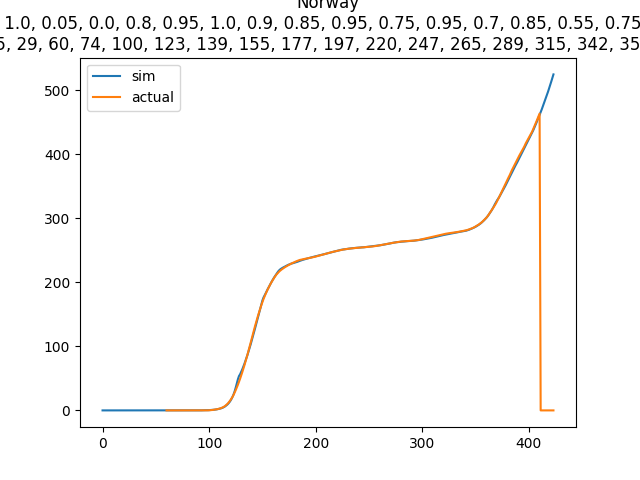 Norway
1.0, 0.05, 0.0, 0.8, 0.95, 1.0, 0.9, 0.85, 0.95, 0.75, 0.95, 0.7, 0.85, 0.55, 0.75
5, 29, 60, 74, 100, 123, 139, 155, 177, 197, 220, 247, 265, 289, 315, 342, 35
sim
actual
500
400
300
200
100
0
0 100 200 300 400